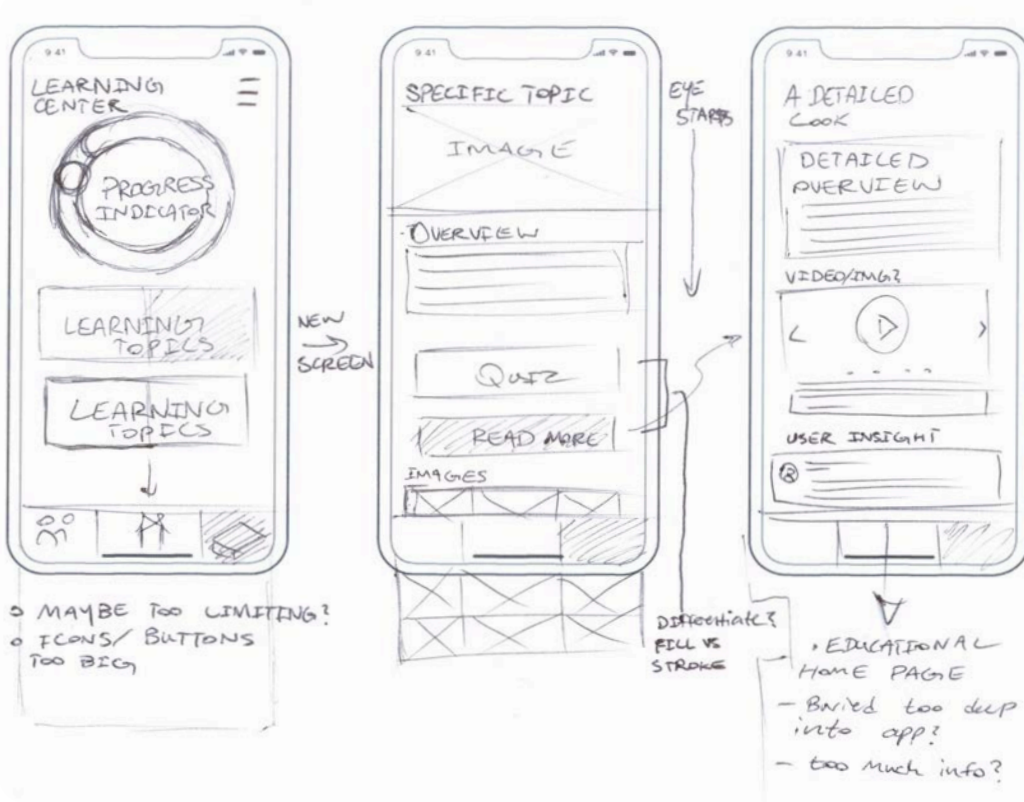 9:41
LEARNING
CENTER
PROGRESS
INDICATOR
LEARNING
TOPICS
LEARNING
TOPICS
MAYBE TOO LIMITING?
ICONS/ BUTTONS
TOO BIG
NEW
SCREEN
9:41
SPECIFIC TOPIC
IMAGE
OVERVIEW
QUIZ
READ MORE
IMAGES
EYE
STARTS
DIFFERENTIATE?
FILL VS
STROKE
9:41
A DETAILED
LOOK
DETAILED
OVERVIEW
VIDEO/IMG?
USER INSIGHT
• EDUCATIONAL
HOME PAGE
- Buried too deep
into app?
- too much info?